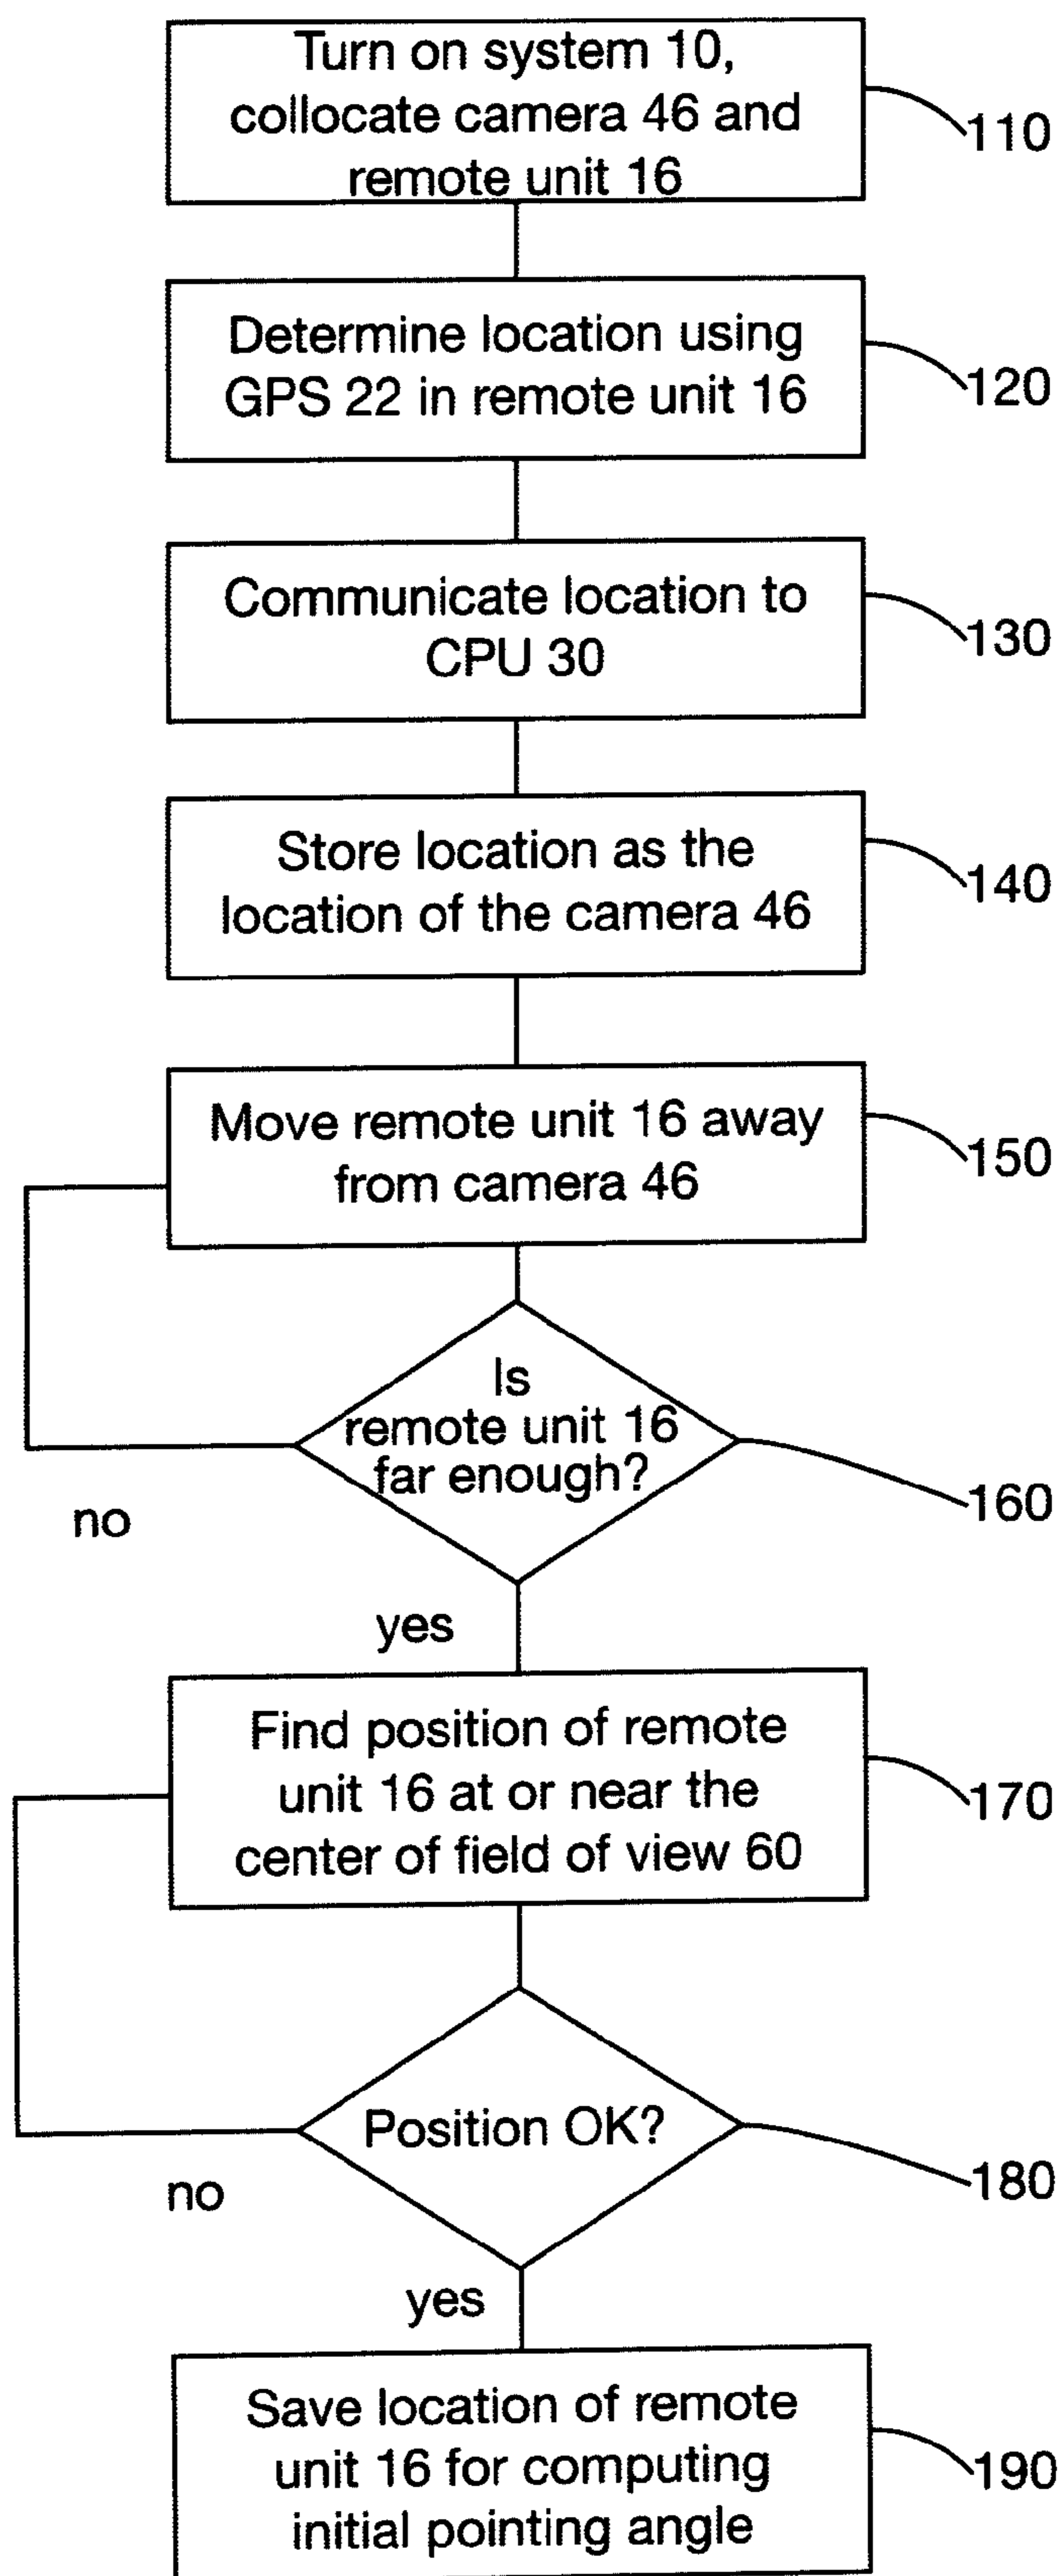 Turn on system 10,
collocate camera 46 and
remote unit 16
110
Determine location using
GPS 22 in remote unit 16
120
Communicate location to
CPU 30
130
Store location as the
location of the camera 46
140
Move remote unit 16 away
from camera 46
150
Is
remote unit 16
far enough?
160
no
yes
Find position of remote
unit 16 at or near the
center of field of view 60
170
Position OK?
180
no
yes
Save location of remote
unit 16 for computing
initial pointing angle
190